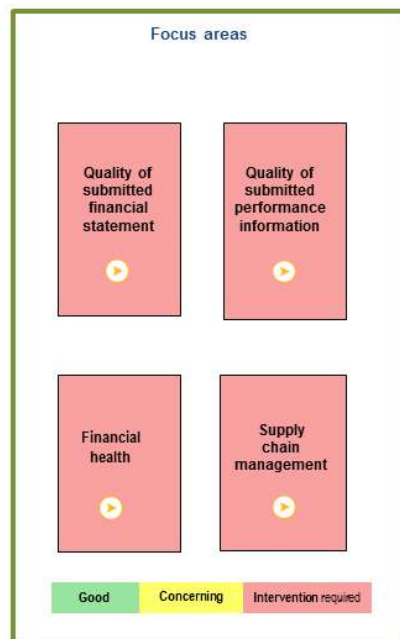 Focus areas
Quality of
submitted
financial
statement
Quality of
submitted
performance
information
Financial
health
Supply
chain
management
Good
Concerning
Intervention required